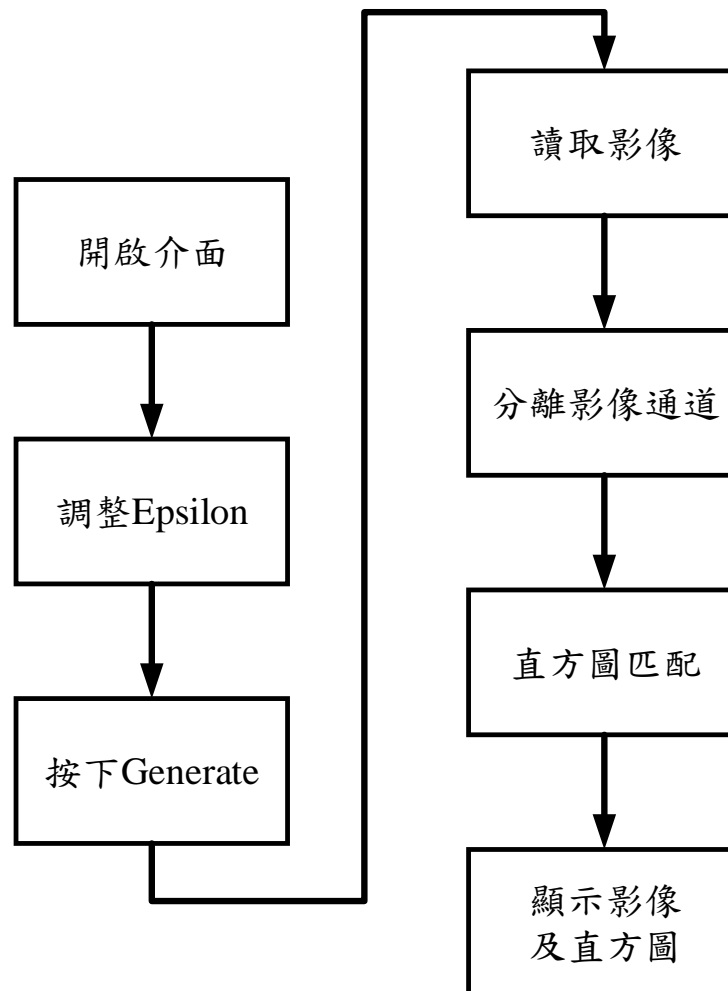 開啟介面
調整Epsilon
按下Generate
讀取影像
分離影像通道
直方圖匹配
顯示影像
及直方圖